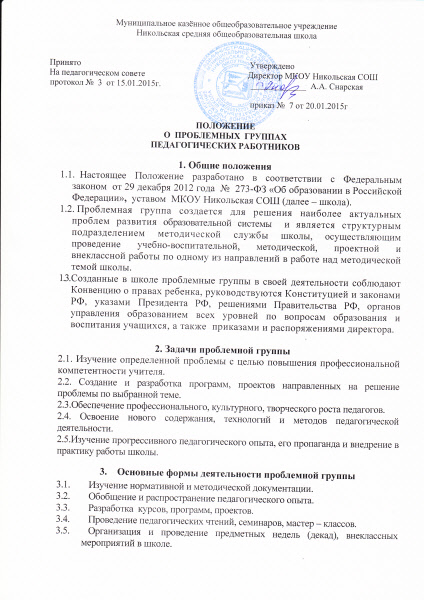 Муниципальное казённое общеобразовательное учреждение
Никольская средняя общеобразовательная школа
Принято
На педагогическом совете
протокол № 3 от 15.01.2015г.
Утверждено
Директор МКОУ Никольская СОШ
А.А. Снарская
приказ № 7 от 20.01.2015г
ПОЛОЖЕНИЕ
О ПРОБЛЕМНЫХ ГРУППАХ
ПЕДАГОГИЧЕСКИХ РАБОТНИКОВ
1. Общие положения
1.1. Настоящее Положение разработано в соответствии с Федеральным
законом от 29 декабря 2012 года № 273-ФЗ «Об образовании в Российской
Федерации», уставом МКОУ Никольская СОШ (далее – школа).
1.2. Проблемная группа создается для решения наиболее актуальных
проблем развития образовательной системы и является структурным
подразделением методической службы школы, осуществляющим
проведение учебно-воспитательной, методической, проектной и
внеклассной работы по одному из направлений в работе над методической
темой школы.
1.3.Созданные в школе проблемные группы в своей деятельности соблюдают
Конвенцию о правах ребенка, руководствуются Конституцией и законами
РФ, указами Президента РФ, решениями Правительства РФ, органов
управления образованием всех уровней по вопросам образования и
воспитания учащихся, а также приказами и распоряжениями директора.
2. Задачи проблемной группы
2.1. Изучение определенной проблемы с целью повышения профессиональной
компетентности учителя.
2.2. Создание и разработка программ, проектов направленных на решение
проблемы по выбранной теме.
2.3.Обеспечение профессионального, культурного, творческого роста педагогов.
2.4. Освоение нового содержания, технологий и методов педагогической
деятельности.
2.5.Изучение прогрессивного педагогического опыта, его пропаганда и внедрение в
практику работы школы.
3. Основные формы деятельности проблемной группы
3.1. Изучение нормативной и методической документации.
3.2. Обобщение и распространение педагогического опыта.
3.3. Разработка курсов, программ, проектов.
3.4. Проведение педагогических чтений, семинаров, мастер – классов.
3.5. Организация и проведение предметных недель (декад), внеклассных
мероприятий в школе.